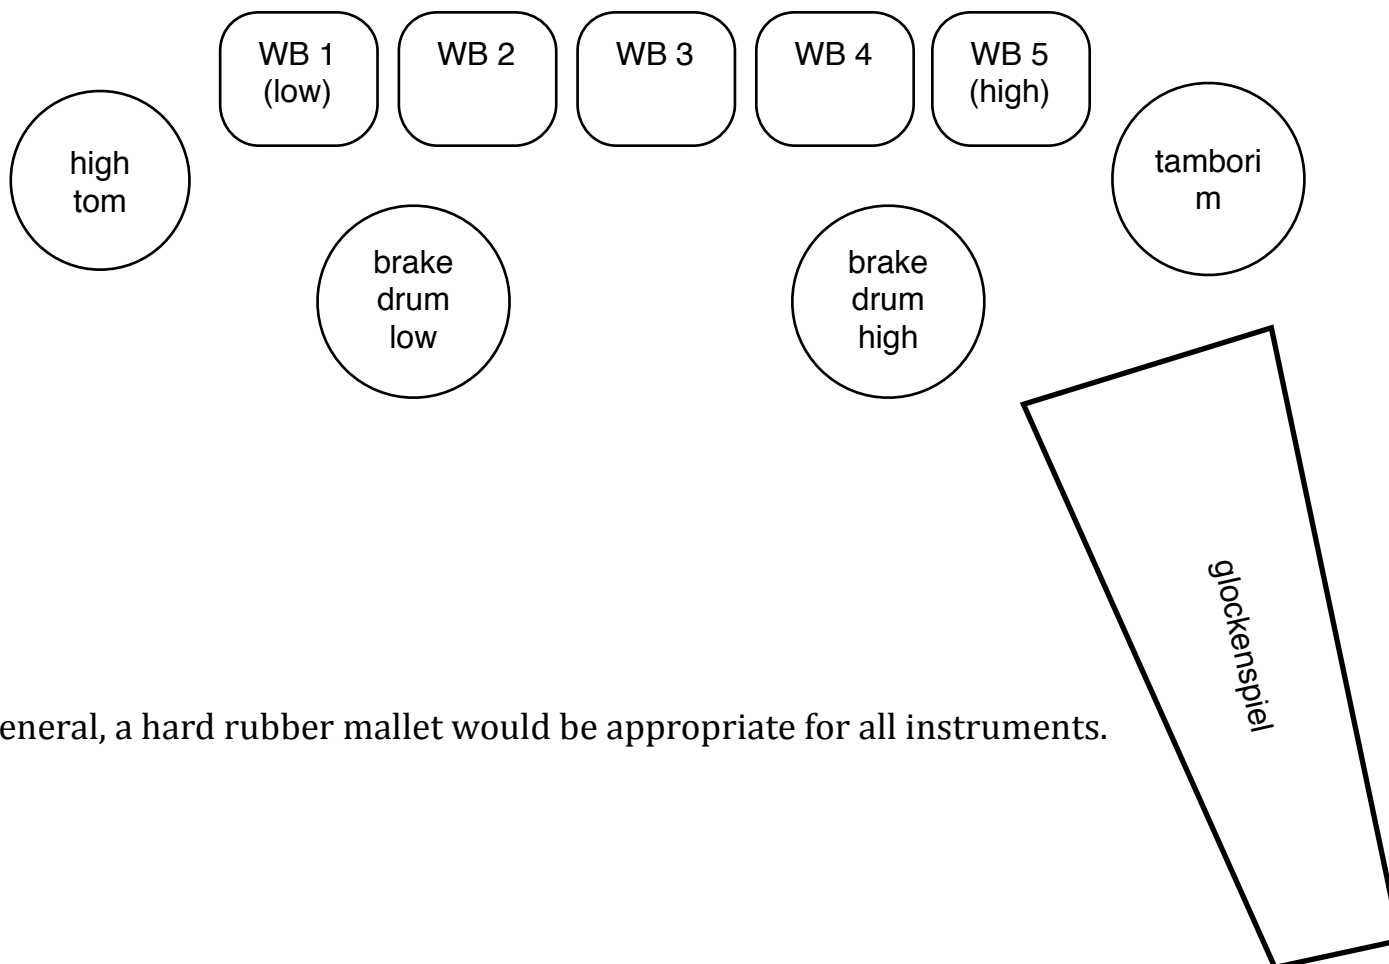 WB 1
(low)
WB 2
WB 3
WB 4
WB 5
(high)
high
tom
tambori
m
brake
drum
low
brake
drum
high
glockenspiel
eneral, a hard rubber mallet would be appropriate for all instruments.